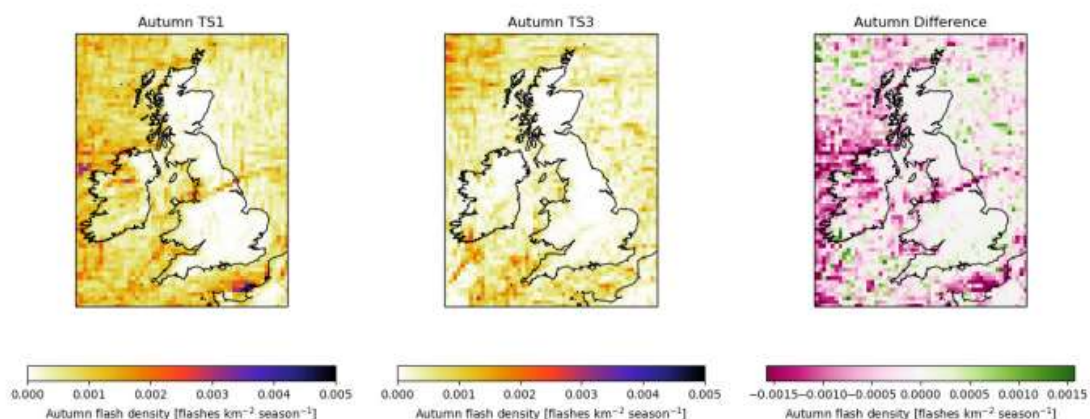 Autumn TS1
Autumn TS3
Autumn Difference
0.000 0.001 0.002 0.003 0.004 0.005
Autumn flash density [flashes km⁻² season⁻¹]
0.000 0.001 0.002 0.003 0.004 0.005
Autumn flash density [flashes km⁻² season⁻¹]
−0.0015−0.0010−0.0005 0.0000 0.0005 0.0010 0.0015
Autumn flash density [flashes km⁻² season⁻¹]